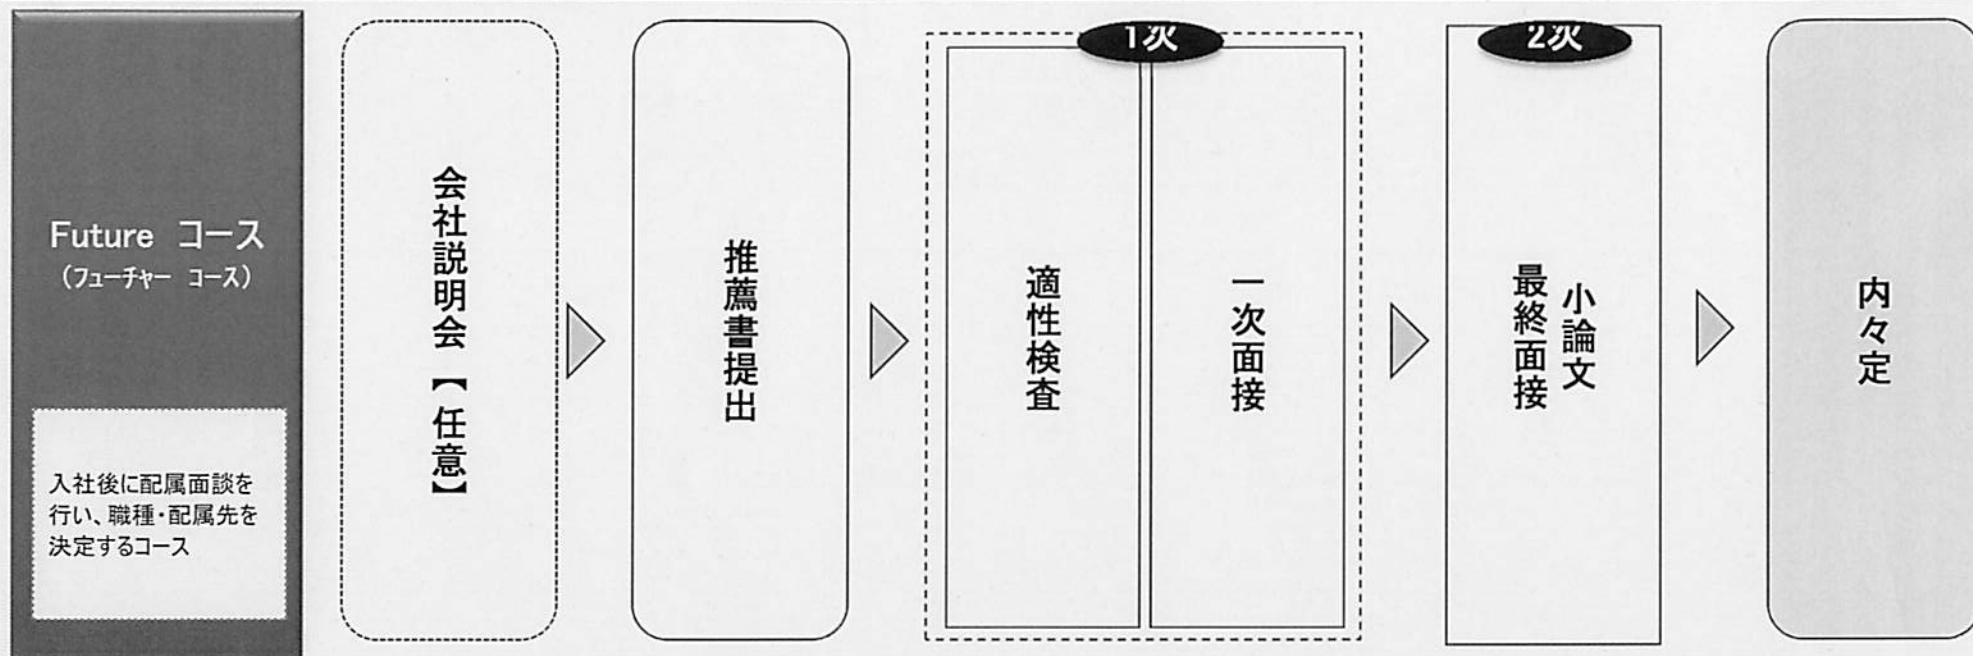 Future コース
（フューチャー コース）
入社後に配属面談を
行い、職種・配属先を
決定するコース
会社説明会【任意】
推薦書提出
1次
適性検査
一次面接
2次
小論文
最終面接
内々定